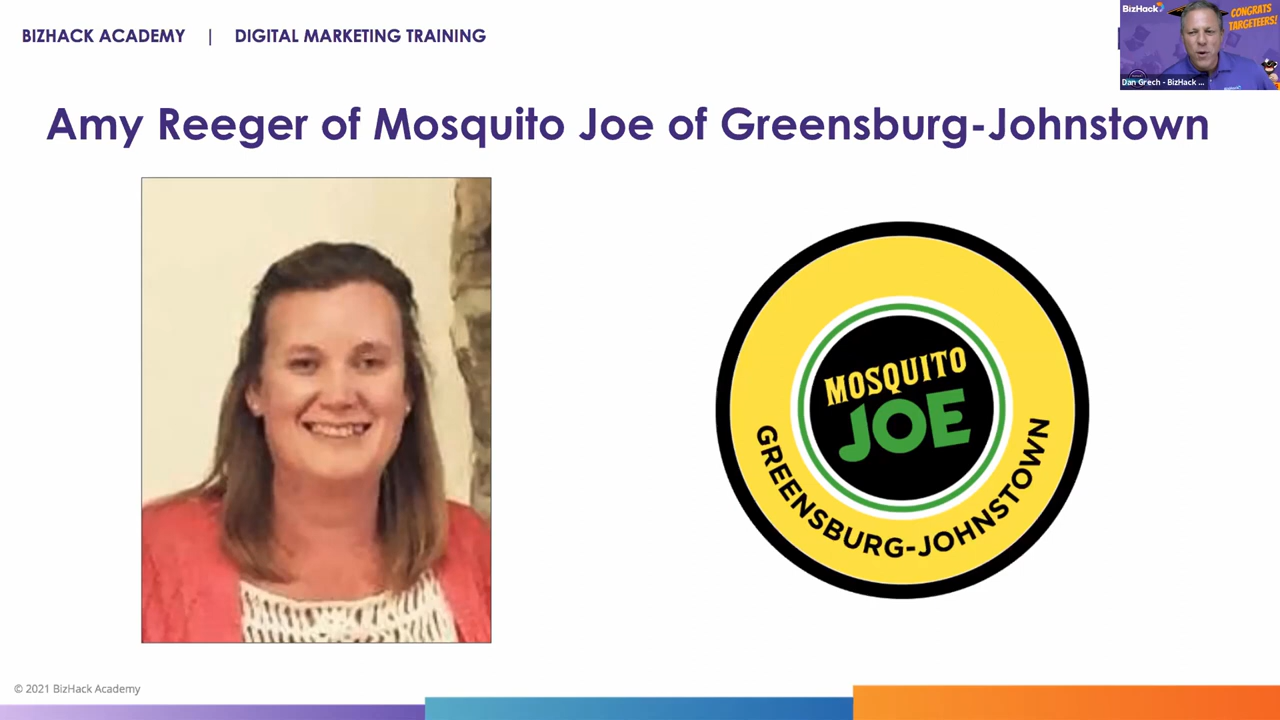 BIZHACK ACADEMY | DIGITAL MARKETING TRAINING
BizHack
CONGRATS
TARGETEERS!
Dan Grech - BizHack ...
Amy Reeger of Mosquito Joe of Greensburg-Johnstown
MOSQUITO
JOE
GREENSBURG-JOHNSTOWN
© 2021 BizHack Academy